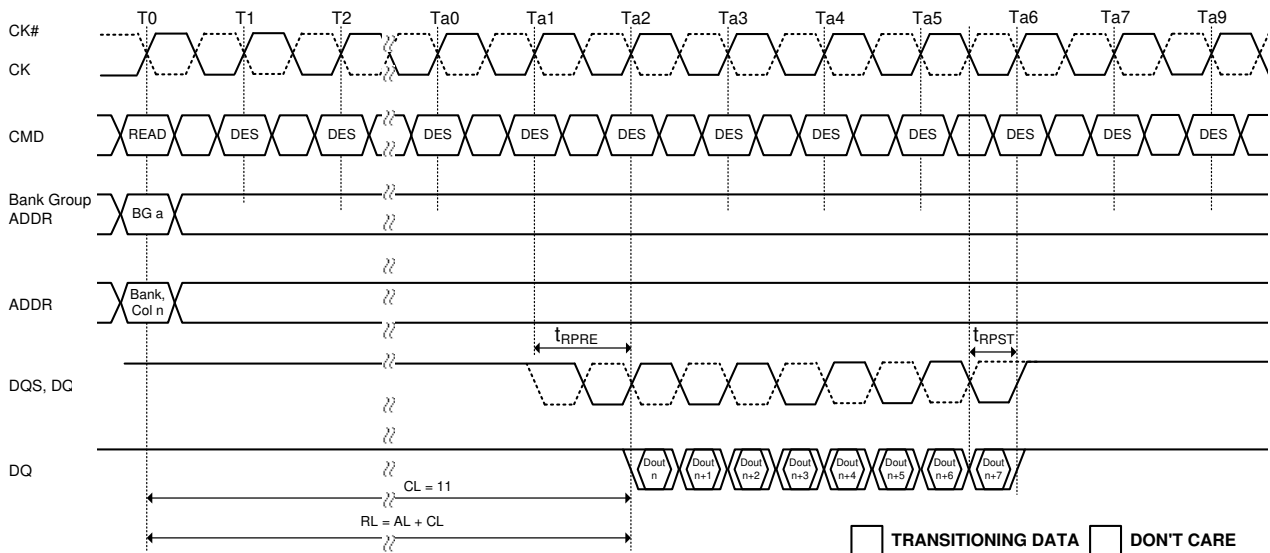 T0 T1 T2 Ta0 Ta1 Ta2 Ta3 Ta4 Ta5 Ta6 Ta7 Ta9
CK#
CK
CMD READ DES DES DES DES DES DES DES DES DES DES DES
Bank Group
ADDR BG a
ADDR Bank,
Col n
tRPRE tRPST
DQS, DQ
DQ Dout n Dout n+1 Dout n+2 Dout n+3 Dout n+4 Dout n+5 Dout n+6 Dout n+7
CL = 11
RL = AL + CL
TRANSITIONING DATA DON'T CARE